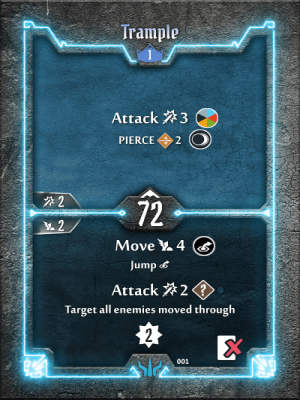 Trample
1
Attack 3
PIERCE 2
2
72
2
Move 4
Jump
Attack 2 ?
Target all enemies moved through
2
001